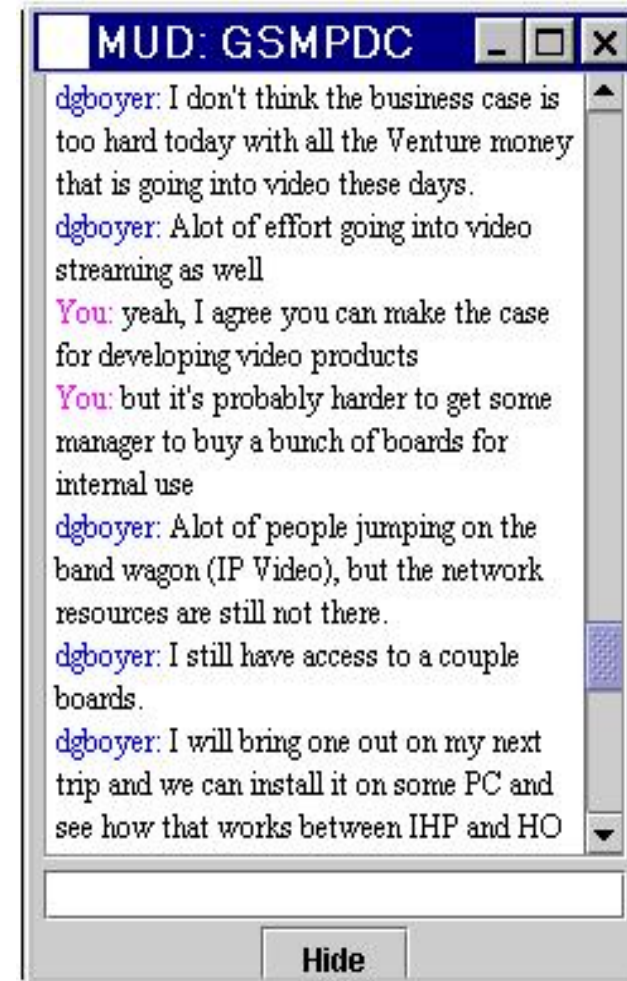 MUD: GSMPDC
dgboyer: I don't think the business case is
too hard today with all the Venture money
that is going into video these days.
dgboyer: Alot of effort going into video
streaming as well
You: yeah, I agree you can make the case
for developing video products
You: but it's probably harder to get some
manager to buy a bunch of boards for
internal use
dgboyer: Alot of people jumping on the
band wagon (IP Video), but the network
resources are still not there.
dgboyer: I still have access to a couple
boards.
dgboyer: I will bring one out on my next
trip and we can install it on some PC and
see how that works between IHP and HO
Hide